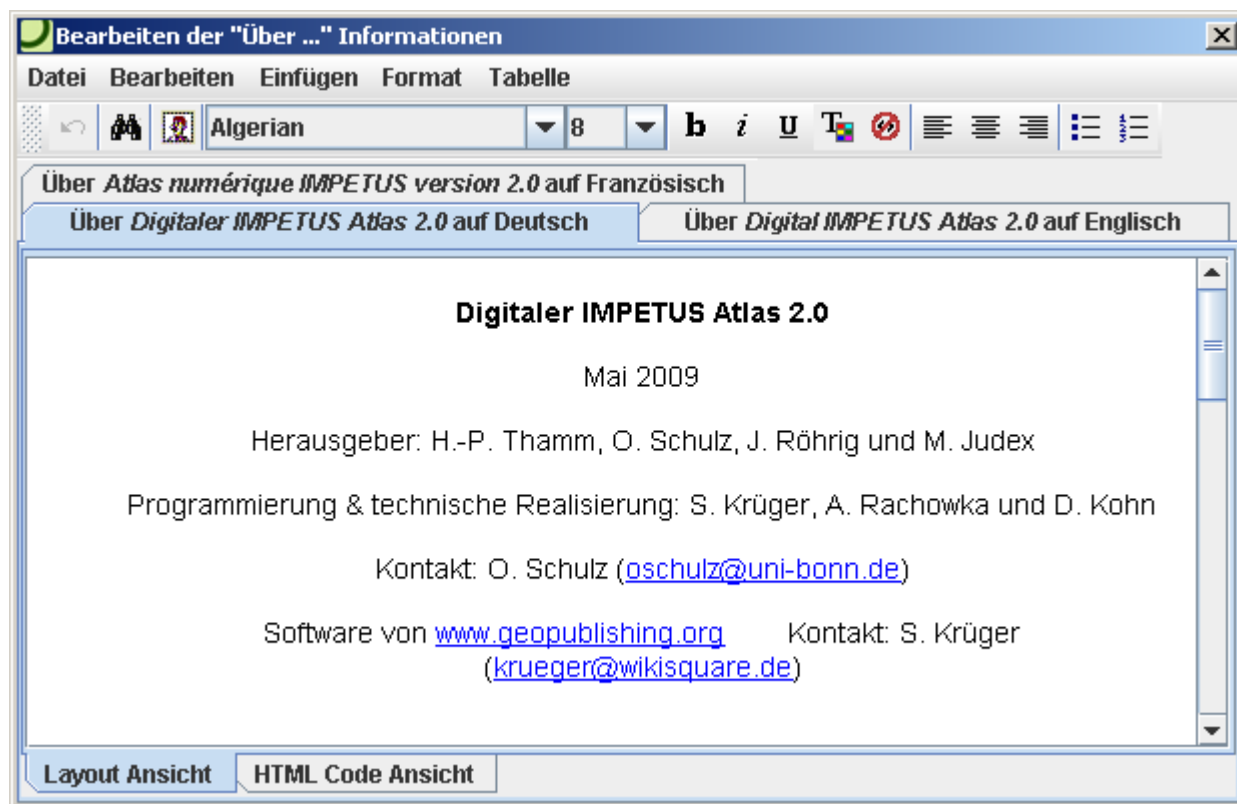 Bearbeiten der "Über ..." Informationen
Datei Bearbeiten Einfügen Format Tabelle
Algerian 8 b i U T
Über Atlas numérique IMPETUS version 2.0 auf Französisch
Über Digitaler IMPETUS Atlas 2.0 auf Deutsch Über Digital IMPETUS Atlas 2.0 auf Englisch
Digitaler IMPETUS Atlas 2.0
Mai 2009
Herausgeber: H.-P. Thamm, O. Schulz, J. Röhrig und M. Judex
Programmierung & technische Realisierung: S. Krüger, A. Rachowka und D. Kohn
Kontakt: O. Schulz (oschulz@uni-bonn.de)
Software von www.geopublishing.org Kontakt: S. Krüger
(krueger@wikisquare.de)
Layout Ansicht HTML Code Ansicht